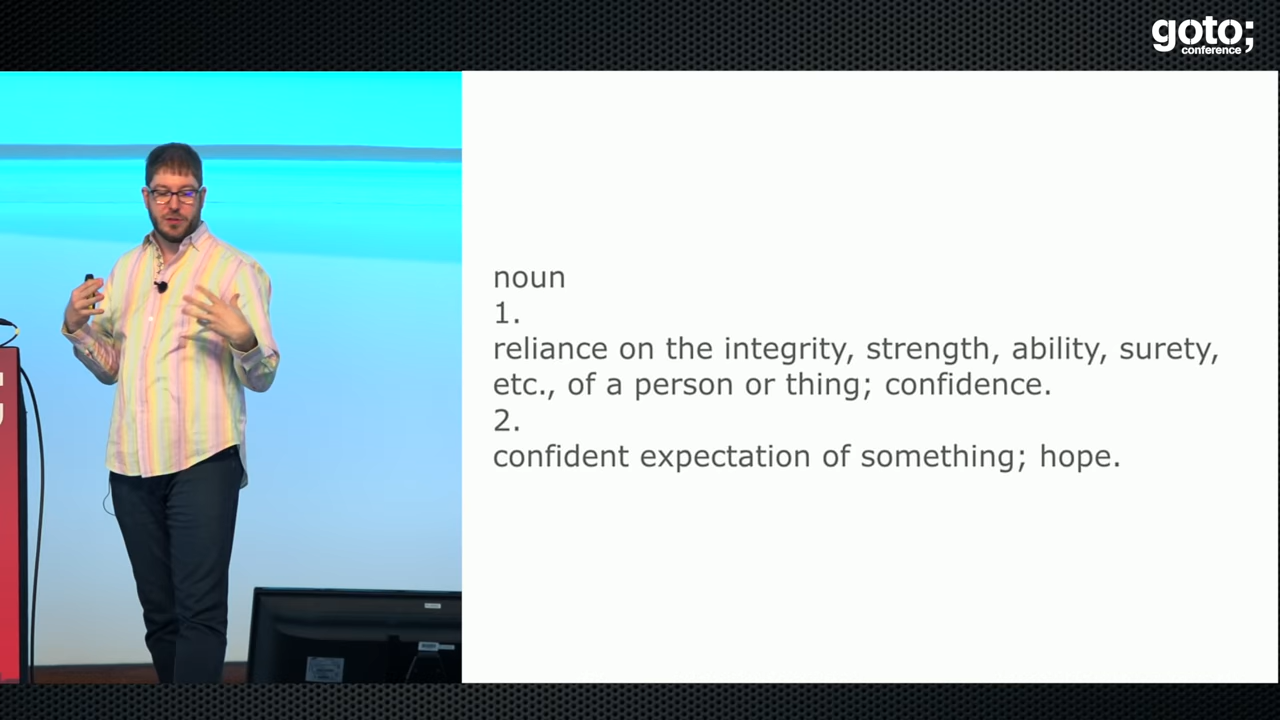 goto;
conference
noun
1.
reliance on the integrity, strength, ability, surety,
etc., of a person or thing; confidence.
2.
confident expectation of something; hope.